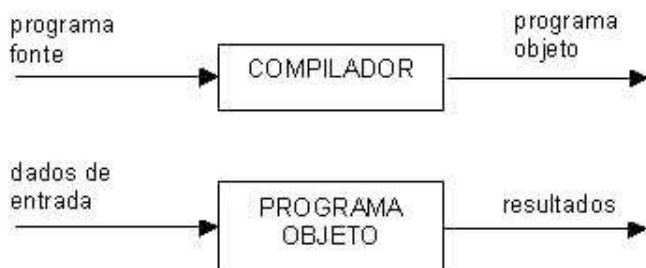 programa
fonte
COMPILADOR
programa
objeto
dados de
entrada
PROGRAMA
OBJETO
resultados